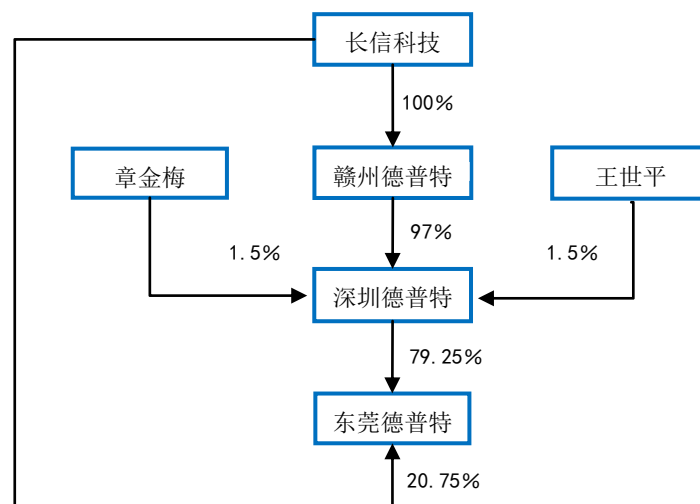 长信科技
100%
章金梅
赣州德普特
王世平
97%
1.5%
1.5%
深圳德普特
79.25%
东莞德普特
20.75%